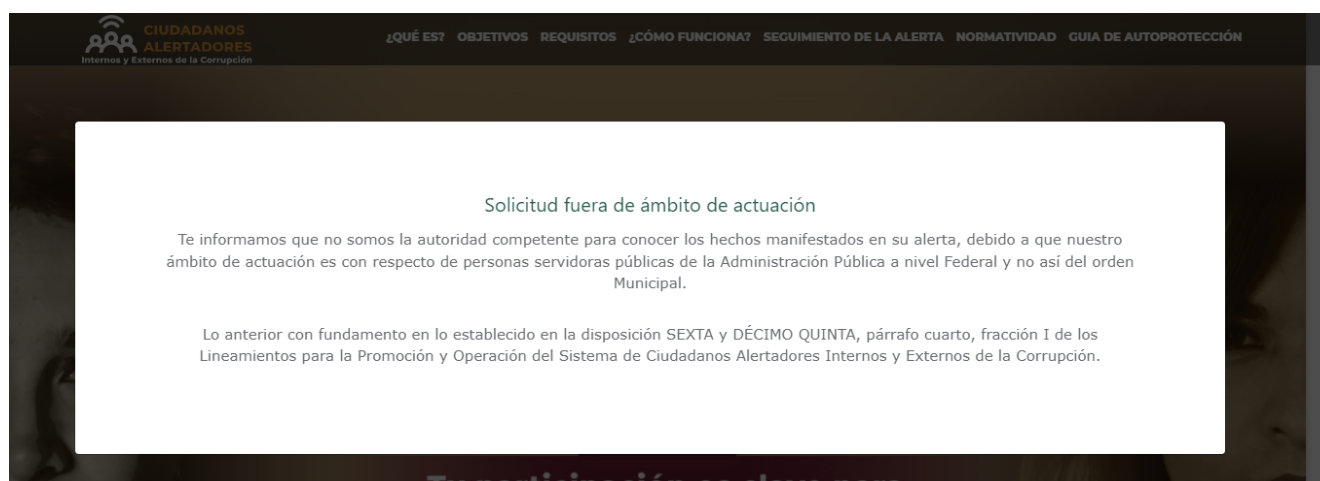 CIUDADANOS
ALERTADORES
Internos y Externos de la Corrupción
¿QUÉ ES? OBJETIVOS REQUISITOS ¿CÓMO FUNCIONA? SEGUIMIENTO DE LA ALERTA NORMATIVIDAD GUIA DE AUTOPROTECCIÓN
Solicitud fuera de ámbito de actuación
Te informamos que no somos la autoridad competente para conocer los hechos manifestados en su alerta, debido a que nuestro
ámbito de actuación es con respecto de personas servidoras públicas de la Administración Pública a nivel Federal y no así del orden
Municipal.
Lo anterior con fundamento en lo establecido en la disposición SEXTA y DÉCIMO QUINTA, párrafo cuarto, fracción I de los
Lineamientos para la Promoción y Operación del Sistema de Ciudadanos Alertadores Internos y Externos de la Corrupción.